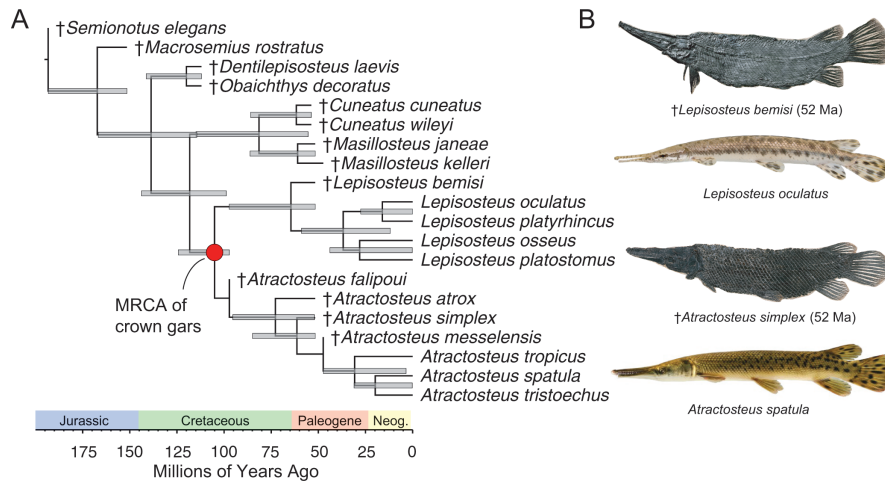 A
†Semionotus elegans
†Macrosemius rostratus
†Dentilepisosteus laevis
†Obaichthys decoratus
†Cuneatus cuneatus
†Cuneatus wileyi
†Masillosteus janeae
†Masillosteus kelleri
†Lepisosteus bemisi
Lepisosteus oculatus
Lepisosteus platyrhincus
Lepisosteus osseus
Lepisosteus platostomus
MRCA of
crown gars
†Atractosteus falipoui
†Atractosteus atrox
†Atractosteus simplex
†Atractosteus messelensis
Atractosteus tropicus
Atractosteus spatula
Atractosteus tristoechus
Jurassic Cretaceous Paleogene Neog.
175 150 125 100 75 50 25 0
Millions of Years Ago
B
†Lepisosteus bemisi (52 Ma)
Lepisosteus oculatus
†Atractosteus simplex (52 Ma)
Atractosteus spatula